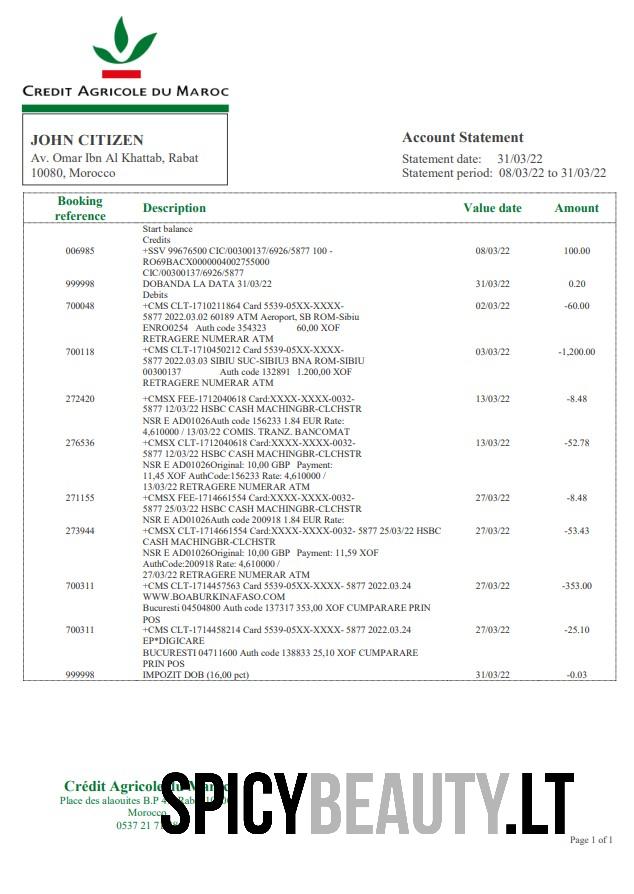 CREDIT AGRICOLE DU MAROC
JOHN CITIZEN
Av. Omar Ibn Al Khattab, Rabat
10080, Morocco
Account Statement
Statement date: 31/03/22
Statement period: 08/03/22 to 31/03/22
Booking reference Description Value date Amount
Start balance
Credits
006985 +SSV 99676500 CIC/00300137/6926/5877 100 - 08/03/22 100.00
RO69BACX0000004002755000
CIC/00300137/6926/5877
999998 DOBANDA LA DATA 31/03/22 31/03/22 0.20
Debits
700048 +CMS CLT-1710211864 Card 5539-05XX-XXXX- 02/03/22 -60.00
5877 2022.03.02 60189 ATM Aeroport, SB ROM-Sibiu
ENRO0254 Auth code 354323 60,00 XOF
RETRAGERE NUMERAR ATM
700118 +CMS CLT-1710450212 Card 5539-05XX-XXXX- 03/03/22 -1,200.00
5877 2022.03.03 SIBIU SUC-SIBIU3 BNA ROM-SIBIU
00300137 Auth code 132891 1.200,00 XOF
RETRAGERE NUMERAR ATM
272420 +CMSX FEE-1712040618 Card:XXXX-XXXX-0032- 13/03/22 -8.48
5877 12/03/22 HSBC CASH MACHINGBR-CLCHSTR
NSR E AD01026Auth code 156233 1.84 EUR Rate:
4,610000 / 13/03/22 COMIS. TRANZ. BANCOMAT
276536 +CMSX CLT-1712040618 Card:XXXX-XXXX-0032- 13/03/22 -52.78
5877 12/03/22 HSBC CASH MACHINGBR-CLCHSTR
NSR E AD01026Original: 10,00 GBP Payment:
11,45 XOF AuthCode:156233 Rate: 4,610000 /
13/03/22 RETRAGERE NUMERAR ATM
271155 +CMSX FEE-1714661554 Card:XXXX-XXXX-0032- 27/03/22 -8.48
5877 25/03/22 HSBC CASH MACHINGBR-CLCHSTR
NSR E AD01026Auth code 200918 1.84 EUR Rate:
273944 +CMSX CLT-1714661554 Card:XXXX-XXXX-0032- 5877 25/03/22 HSBC 27/03/22 -53.43
CASH MACHINGBR-CLCHSTR
NSR E AD01026Original: 10,00 GBP Payment: 11,59 XOF
AuthCode:200918 Rate: 4,610000 /
27/03/22 RETRAGERE NUMERAR ATM
700311 +CMS CLT-1714457563 Card 5539-05XX-XXXX- 5877 2022.03.24 27/03/22 -353.00
WWW.BOABURKINAFASO.COM
Bucuresti 04504800 Auth code 137317 353,00 XOF CUMPARARE PRIN
POS
700311 +CMS CLT-1714458214 Card 5539-05XX-XXXX- 5877 2022.03.24 27/03/22 -25.10
EP*DIGICARE
BUCURESTI 04711600 Auth code 138833 25,10 XOF CUMPARARE
PRIN POS
999998 IMPOZIT DOB (16,00 pct) 31/03/22 -0.03
Crédit Agricole du Maroc
Place des alaouites B.P
Morocco
0537 21
SPICYBEAUTY.LT
Page 1 of 1